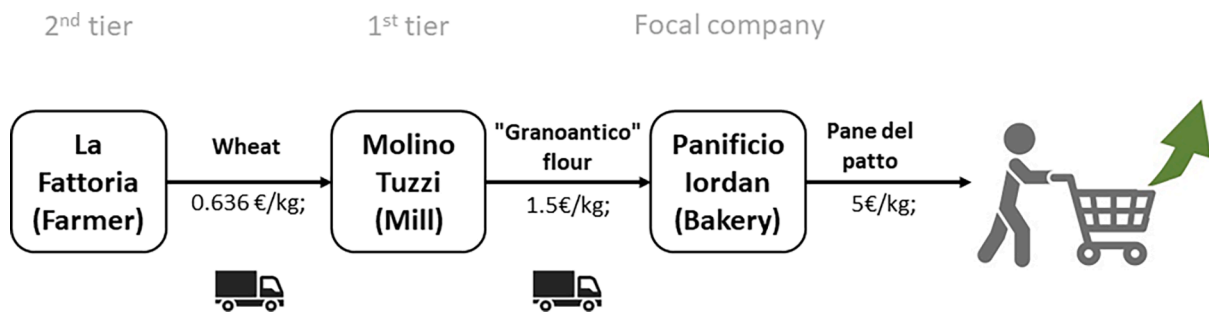 2nd tier
1st tier
Focal company
La
Fattoria
(Farmer)
Wheat
0.636 €/kg;
Molino
Tuzzi
(Mill)
"Granoantico"
flour
1.5€/kg;
Panificio
Iordan
(Bakery)
Pane del
patto
5€/kg;